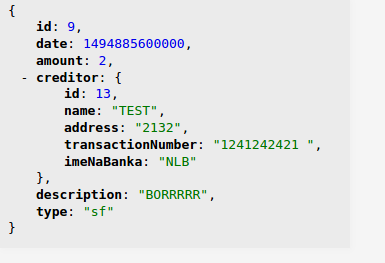 {
id: 9,
date: 1494885600000,
amount: 2,
- creditor: {
id: 13,
name: "TEST",
address: "2132",
transactionNumber: "1241242421 ",
imeNaBanka: "NLB"
},
description: "BORRRRR",
type: "sf"
}